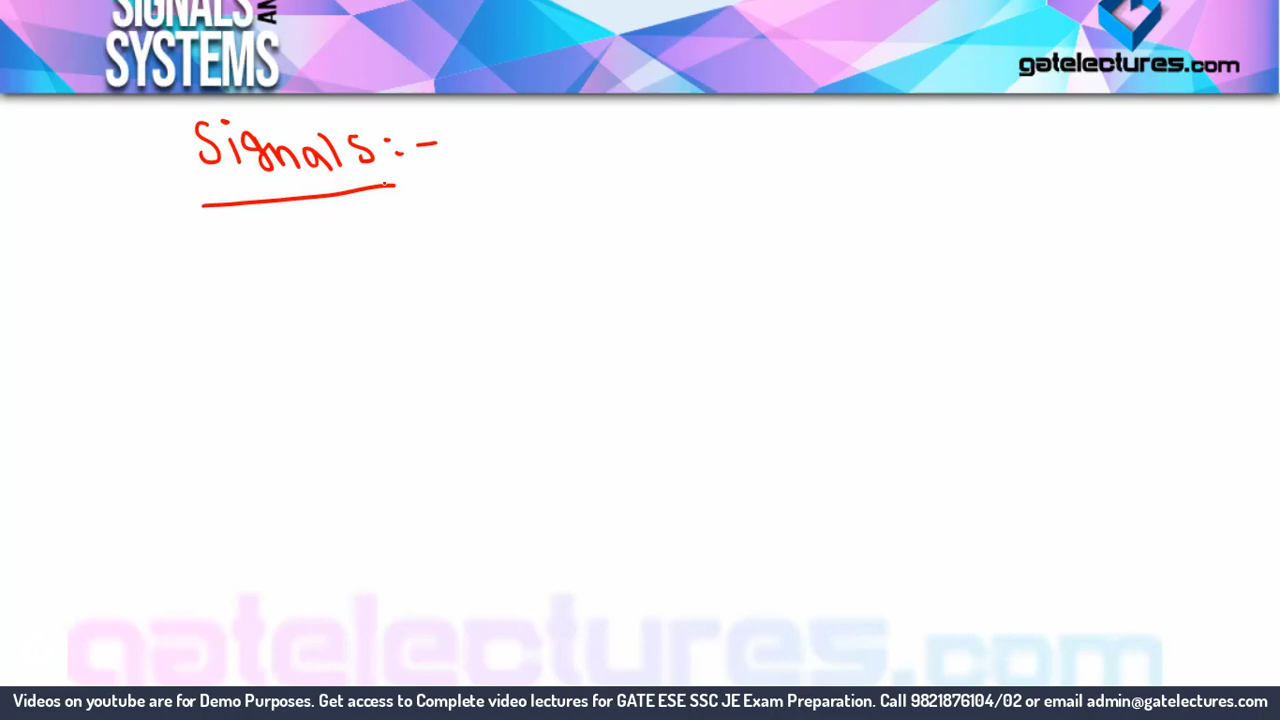 SIGNALS AND
SYSTEMS
gatelectures.com
Signals:-
gatelectures.com
Videos on youtube are for Demo Purposes. Get access to Complete video lectures for GATE ESE SSC JE Exam Preparation. Call 9821876104/02 or email admin@gatelectures.com